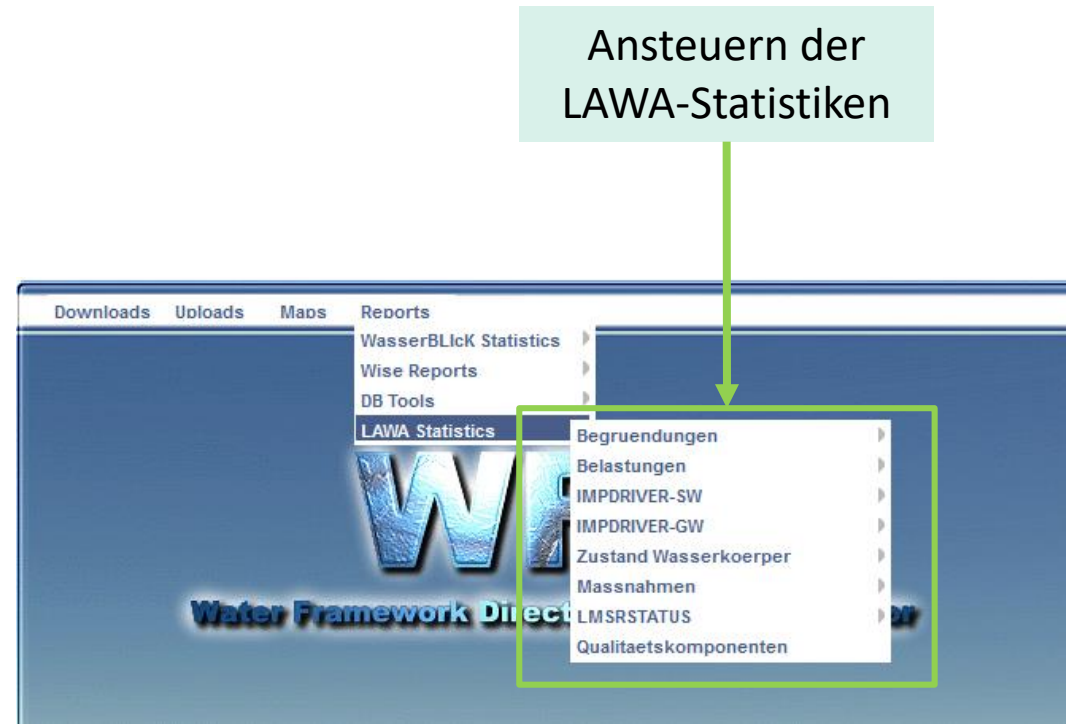 Ansteuern der
LAWA-Statistiken
Downloads Uploads Maps Reports
WasserBLIcK Statistics
Wise Reports
DB Tools
LAWA Statistics
Begruendungen
Belastungen
IMPDRIVER-SW
IMPDRIVER-GW
Zustand Wasserkoerper
Massnahmen
LMSRSTATUS
Qualitaetskomponenten
Water Framework